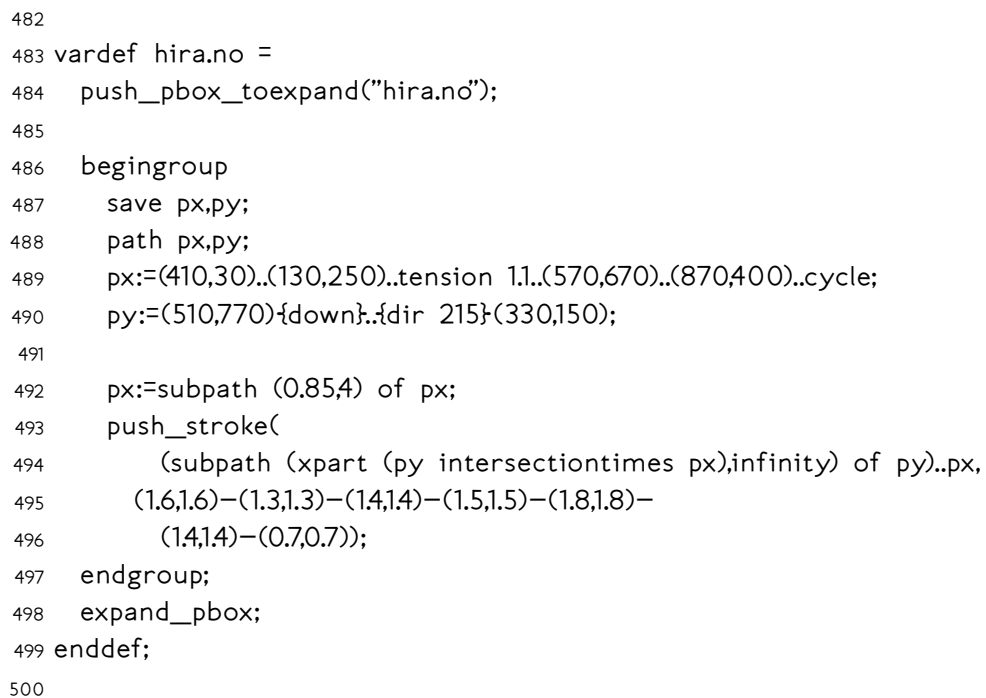 482
483 vardef hira.no =
484 push_pbox_toexpand("hira.no");
485
486 begingroup
487 save px,py;
488 path px,py;
489 px:=(410,30)..(130,250)..tension 1.1..(570,670)..(870,400)..cycle;
490 py:=(510,770){down}..{dir 215}(330,150);
491
492 px:=subpath (0.85,4) of px;
493 push_stroke(
494 (subpath (xpart (py intersectiontimes px),infinity) of py)..px,
495 (1.6,1.6)–(1.3,1.3)–(1.4,1.4)–(1.5,1.5)–(1.8,1.8)–
496 (1.4,1.4)–(0.7,0.7));
497 endgroup;
498 expand_pbox;
499 enddef;
500